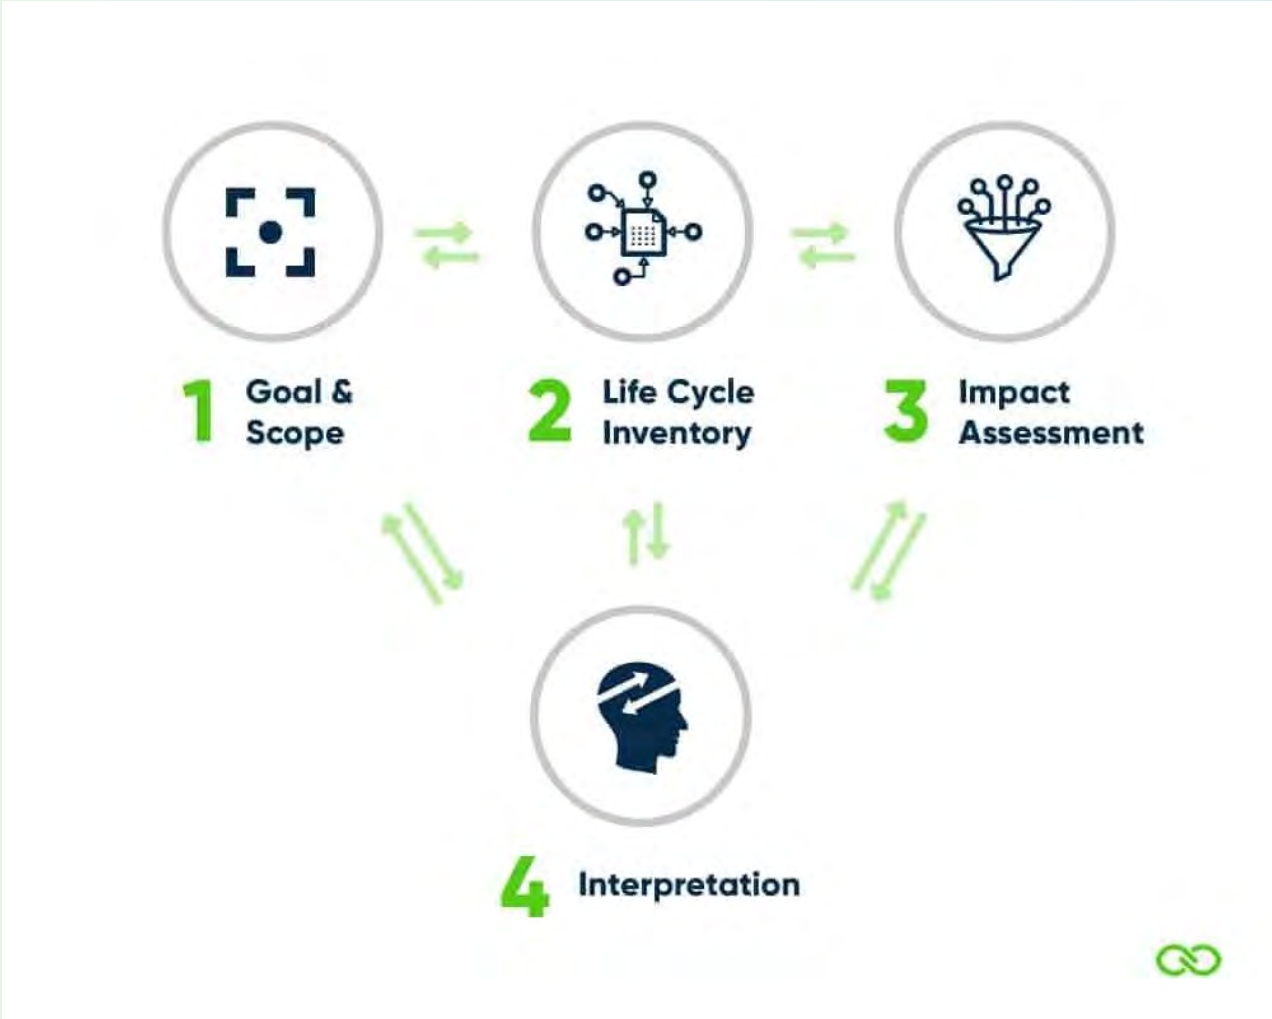 1 Goal &
Scope
2 Life Cycle
Inventory
3 Impact
Assessment
4 Interpretation